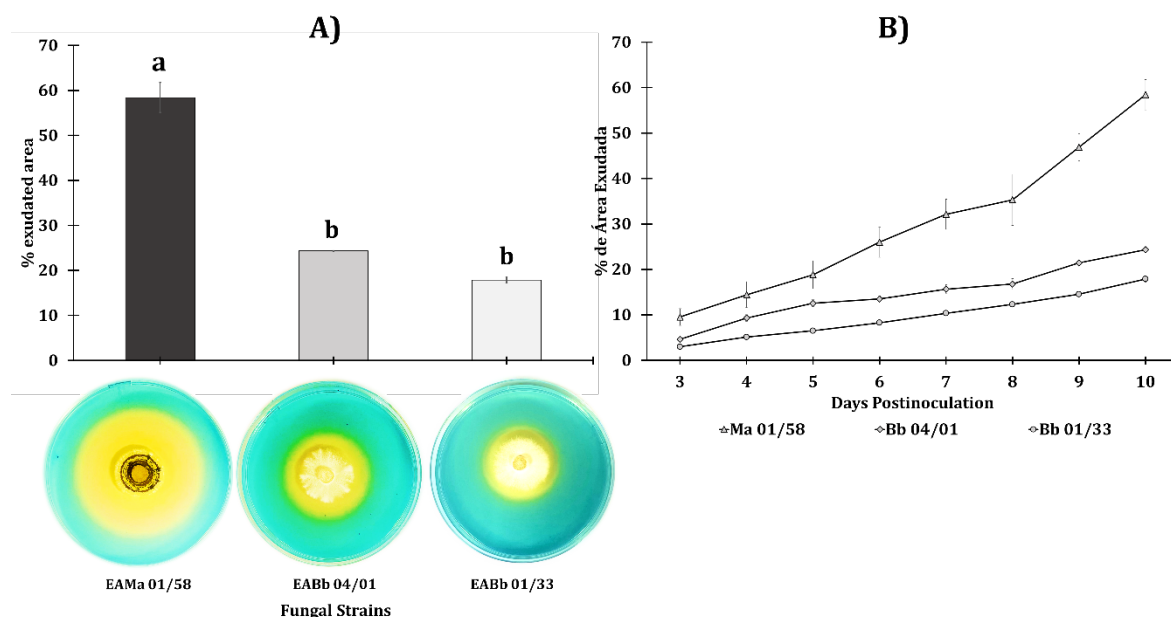 A)
% exudated area
70
60
50
40
30
20
10
0
a
b
b
EAMa 01/58
EABb 04/01
EABb 01/33
Fungal Strains
B)
% de Área Exudada
70
60
50
40
30
20
10
0
3 4 5 6 7 8 9 10
Days Postinoculation
Ma 01/58
Bb 04/01
Bb 01/33